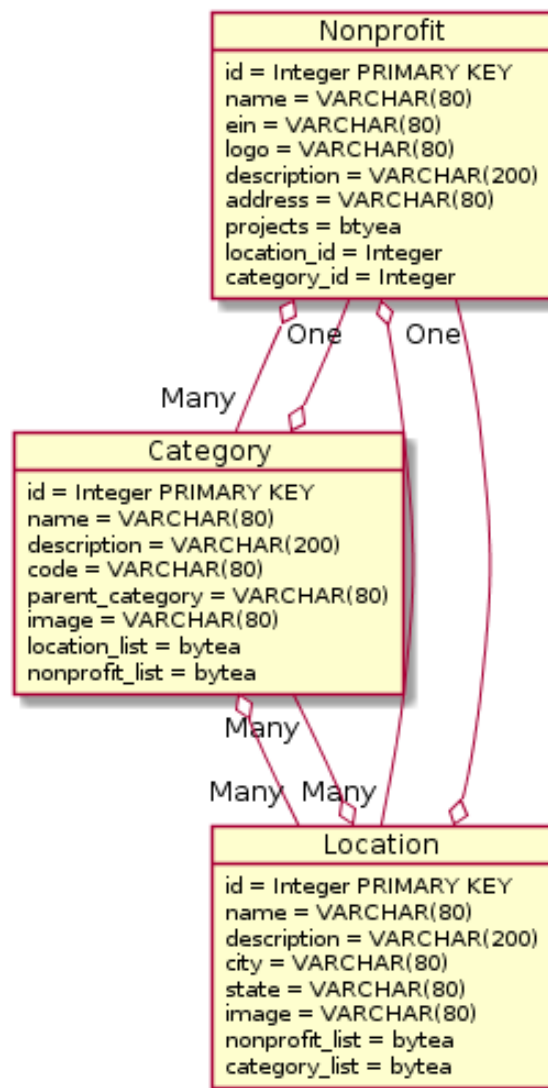 Nonprofit
id = Integer PRIMARY KEY
name = VARCHAR(80)
ein = VARCHAR(80)
logo = VARCHAR(80)
description = VARCHAR(200)
address = VARCHAR(80)
projects = btyea
location_id = Integer
category_id = Integer
One One
Many
Category
id = Integer PRIMARY KEY
name = VARCHAR(80)
description = VARCHAR(200)
code = VARCHAR(80)
parent_category = VARCHAR(80)
image = VARCHAR(80)
location_list = bytea
nonprofit_list = bytea
Many
Many Many
Location
id = Integer PRIMARY KEY
name = VARCHAR(80)
description = VARCHAR(200)
city = VARCHAR(80)
state = VARCHAR(80)
image = VARCHAR(80)
nonprofit_list = bytea
category_list = bytea